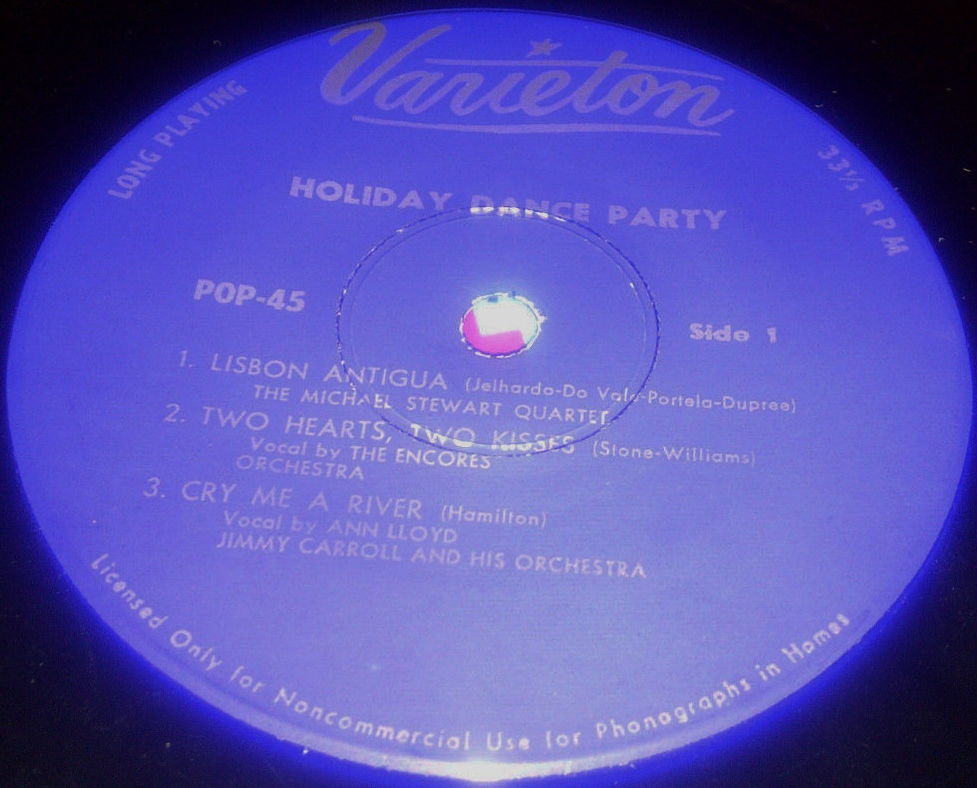 Varieton
LONG PLAYING
33⅓ RPM
HOLIDAY DANCE PARTY
POP-45
Side 1
1. LISBON ANTIGUA (Jelhardo-Do Vale-Portela-Dupree)
THE MICHAEL STEWART QUARTET
2. TWO HEARTS, TWO KISSES (Stone-Williams)
Vocal by THE ENCORES
ORCHESTRA
3. CRY ME A RIVER (Hamilton)
Vocal by ANN LLOYD
JIMMY CARROLL AND HIS ORCHESTRA
Licensed Only for Noncommercial Use for Phonographs in Homes